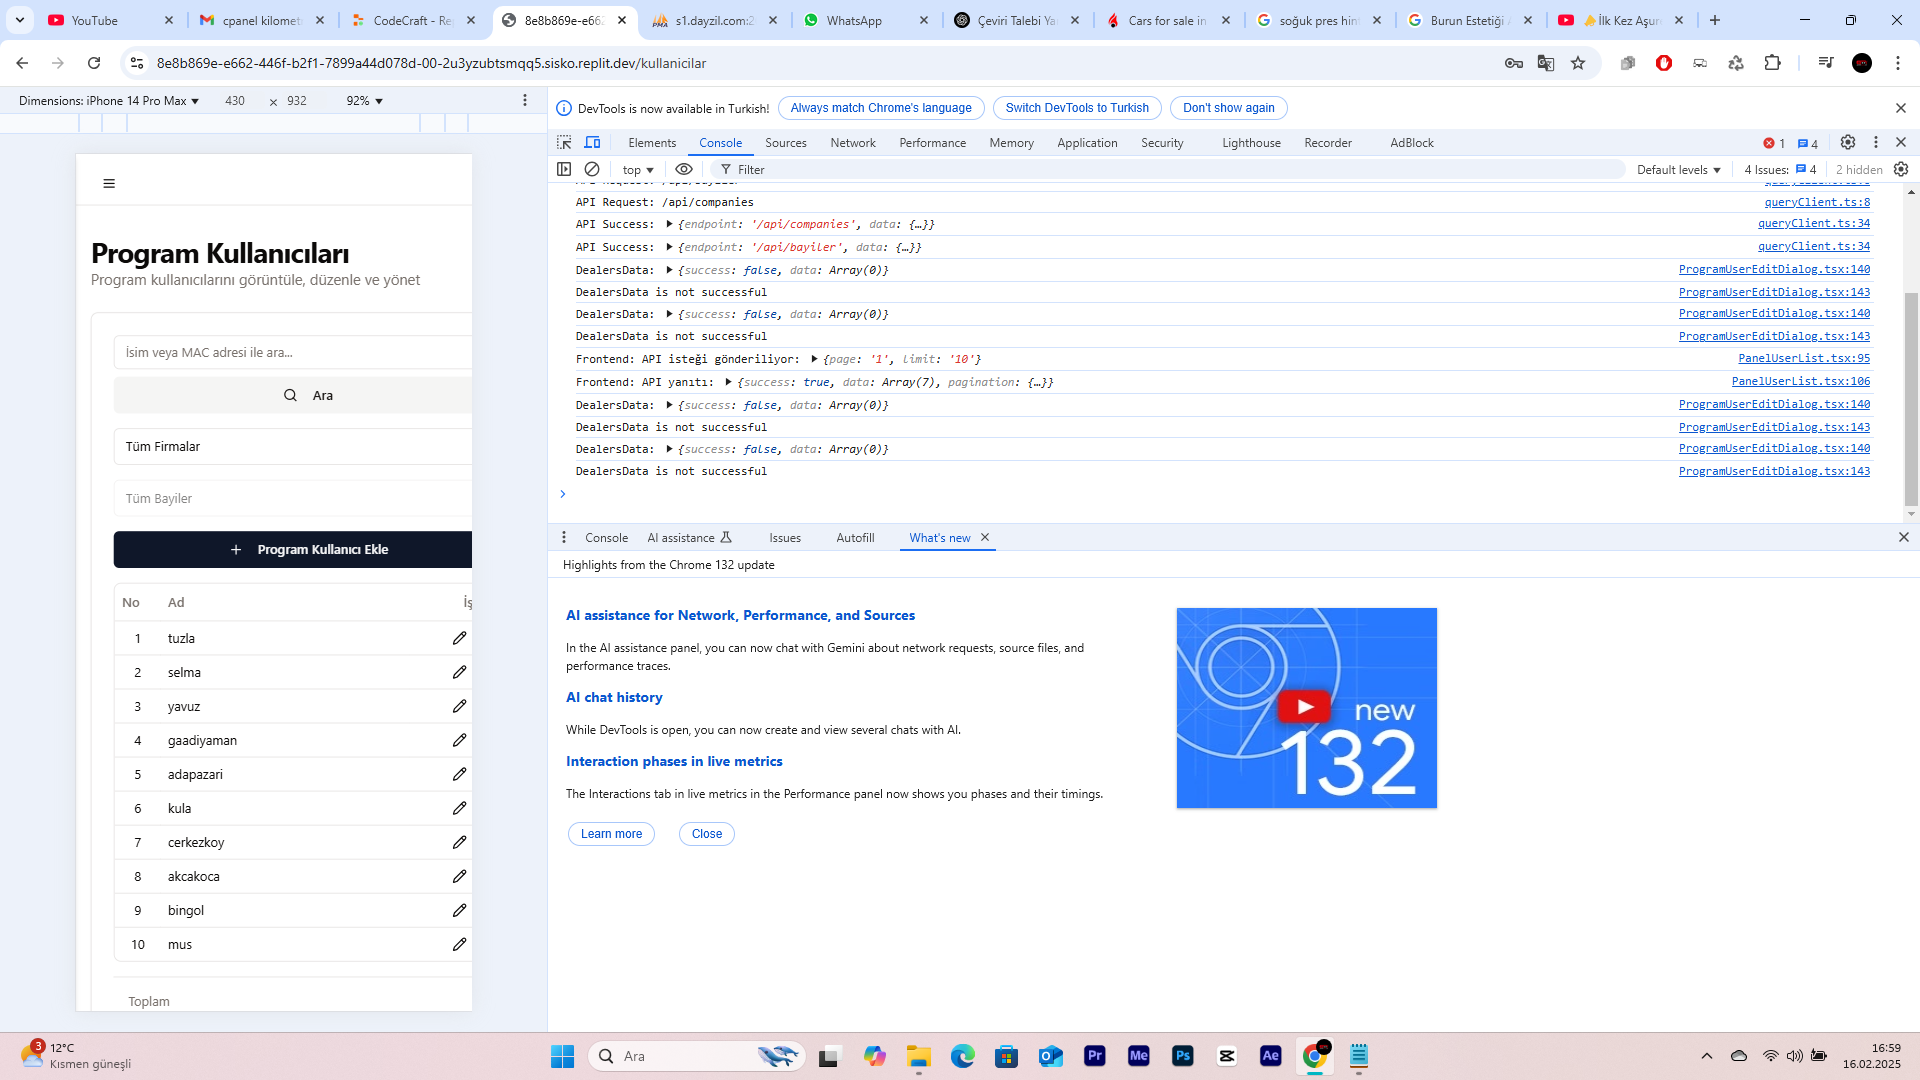 YouTube
cpanel kilomet
CodeCraft - Re
8e8b869e-e662
s1.dayzil.com:2
WhatsApp
Çeviri Talebi Ya
Cars for sale in
soğuk pres hin
Burun Estetiği A
İlk Kez Aşur
8e8b869e-e662-446f-b2f1-7899a44d078d-00-2u3yzubtsmqq5.sisko.replit.dev/kullanicilar
Dimensions: iPhone 14 Pro Max ▼ 430 × 932 92% ▼
DevTools is now available in Turkish! Always match Chrome's language Switch DevTools to Turkish Don't show again
Elements Console Sources Network Performance Memory Application Security Lighthouse Recorder AdBlock 1 4
top ▼ Filter Default levels ▼ 4 Issues: 4 2 hidden
API Request: /api/companies queryClient.ts:8
API Success: ▶ {endpoint: '/api/companies', data: {…}} queryClient.ts:34
API Success: ▶ {endpoint: '/api/bayiler', data: {…}} queryClient.ts:34
DealersData: ▶ {success: false, data: Array(0)} ProgramUserEditDialog.tsx:140
DealersData is not successful ProgramUserEditDialog.tsx:143
DealersData: ▶ {success: false, data: Array(0)} ProgramUserEditDialog.tsx:140
DealersData is not successful ProgramUserEditDialog.tsx:143
Frontend: API isteği gönderiliyor: ▶ {page: '1', limit: '10'} PanelUserList.tsx:95
Frontend: API yanıtı: ▶ {success: true, data: Array(7), pagination: {…}} PanelUserList.tsx:106
DealersData: ▶ {success: false, data: Array(0)} ProgramUserEditDialog.tsx:140
DealersData is not successful ProgramUserEditDialog.tsx:143
DealersData: ▶ {success: false, data: Array(0)} ProgramUserEditDialog.tsx:140
DealersData is not successful ProgramUserEditDialog.tsx:143
Program Kullanıcıları
Program kullanıcılarını görüntüle, düzenle ve yönet
İsim veya MAC adresi ile ara...
Ara
Tüm Firmalar
Tüm Bayiler
+ Program Kullanıcı Ekle
No Ad İş
1 tuzla
2 selma
3 yavuz
4 gaadiyaman
5 adapazari
6 kula
7 cerkezkoy
8 akcakoca
9 bingol
10 mus
Toplam
Console AI assistance Issues Autofill What's new
Highlights from the Chrome 132 update
AI assistance for Network, Performance, and Sources
In the AI assistance panel, you can now chat with Gemini about network requests, source files, and
performance traces.
AI chat history
While DevTools is open, you can now create and view several chats with AI.
Interaction phases in live metrics
The Interactions tab in live metrics in the Performance panel now shows you phases and their timings.
Learn more Close
new
132
3
12°C
Kısmen güneşli
Ara
PRE
Pr
Me
Ps
Ae
16:59
16.02.2025